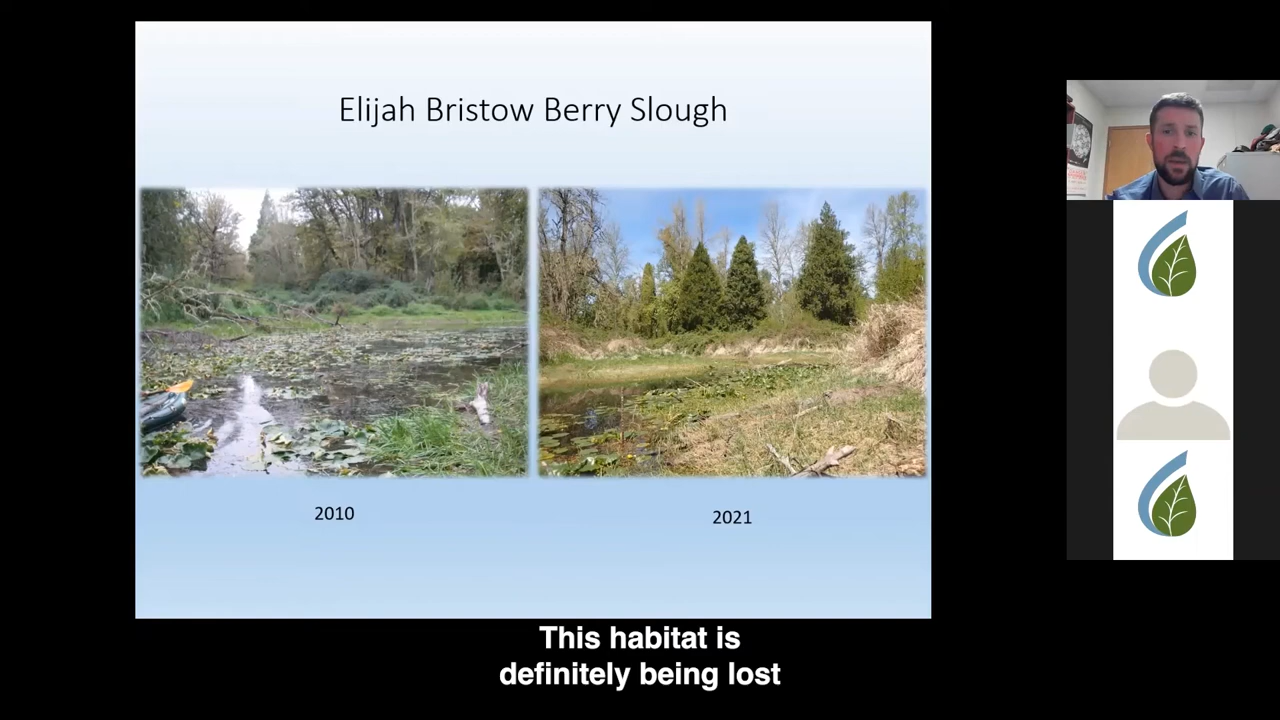 Elijah Bristow Berry Slough
2010
2021
This habitat is
definitely being lost